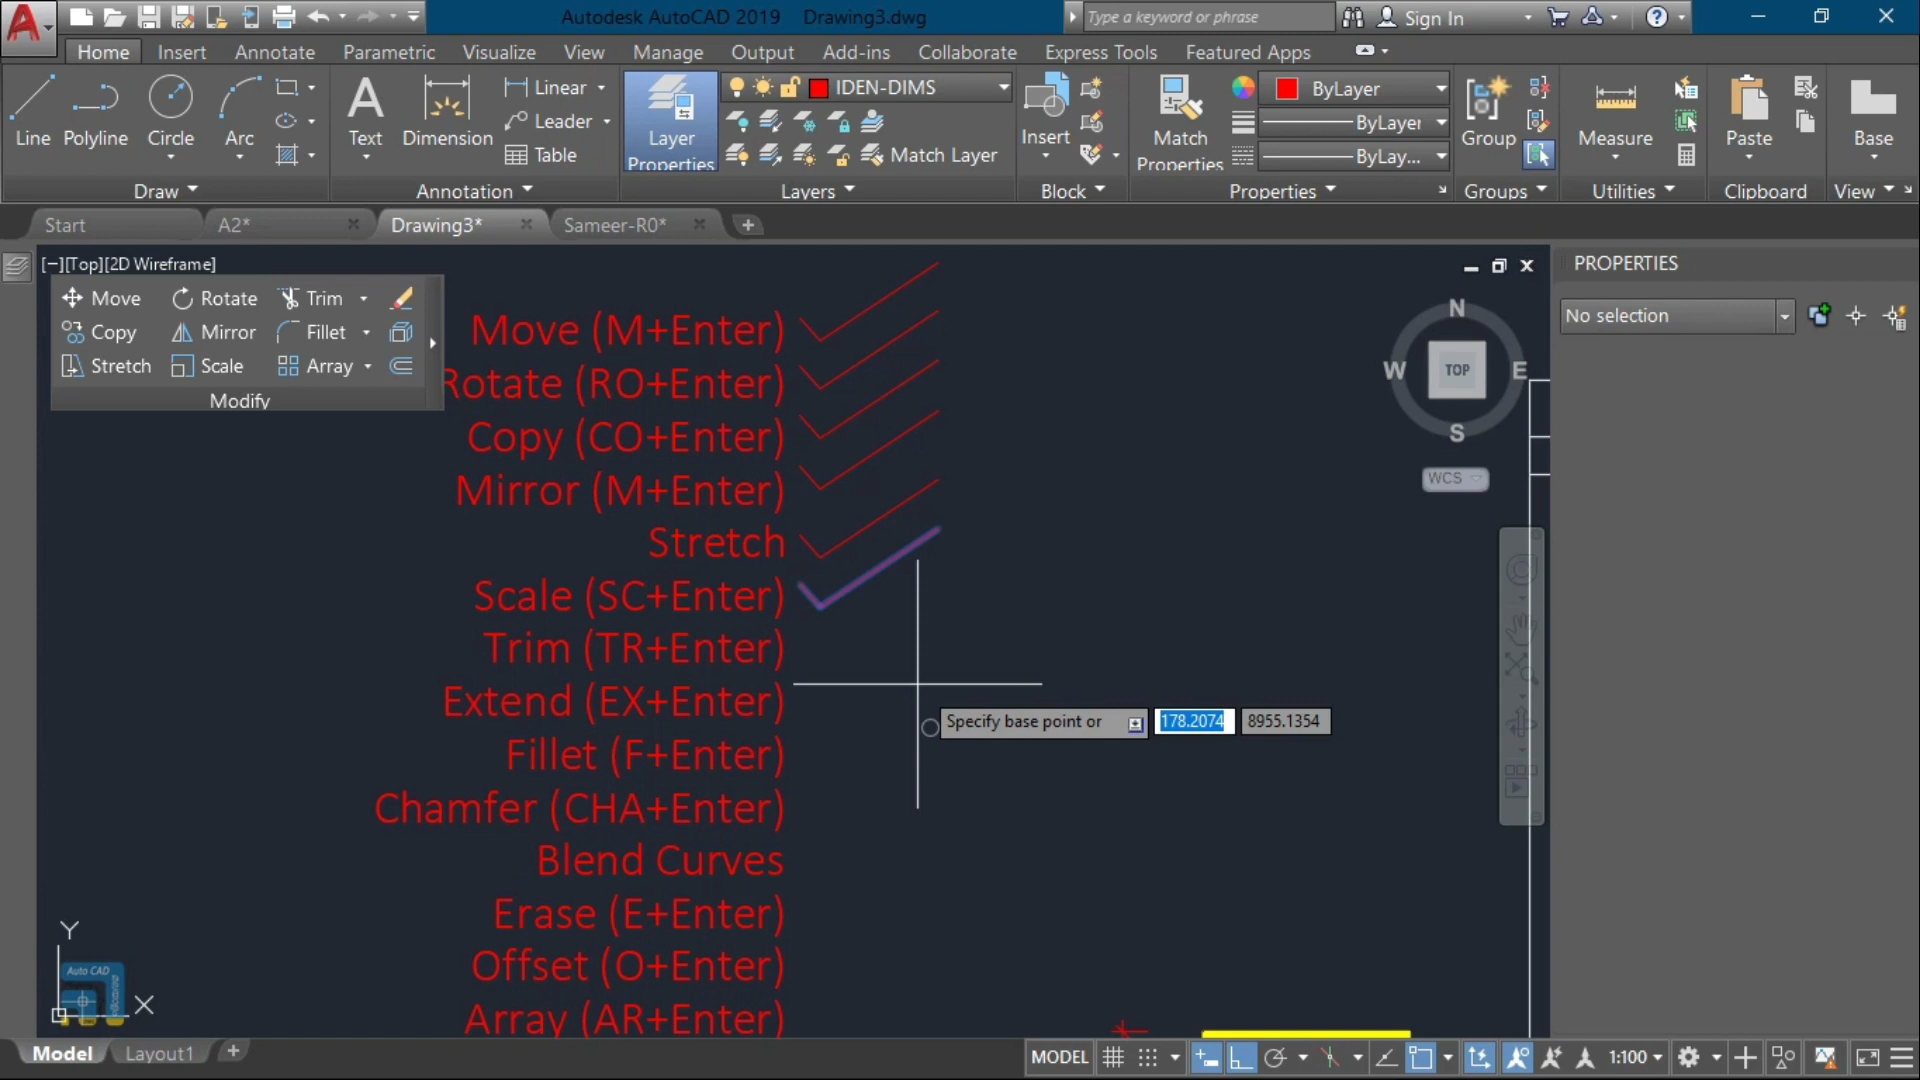 Autodesk AutoCAD 2019 Drawing3.dwg
Type a keyword or phrase
Sign In
Home Insert Annotate Parametric Visualize View Manage Output Add-ins Collaborate Express Tools Featured Apps
Line Polyline Circle Arc
Text Dimension
Linear
Leader
Table
Layer Properties
IDEN-DIMS
Match Layer
Insert
Match Properties
ByLayer
ByLayer
ByLay...
Group
Measure
Paste
Base
Draw Annotation Layers Block Properties Groups Utilities Clipboard View
Start A2* Drawing3* Sameer-R0*
[−][Top][2D Wireframe]
PROPERTIES
No selection
Move Rotate Trim
Copy Mirror Fillet
Stretch Scale Array
Modify
N
W TOP E
S
WCS
Move (M+Enter)
Rotate (RO+Enter)
Copy (CO+Enter)
Mirror (M+Enter)
Stretch
Scale (SC+Enter)
Trim (TR+Enter)
Extend (EX+Enter)
Specify base point or 178.2074 8955.1354
Fillet (F+Enter)
Chamfer (CHA+Enter)
Blend Curves
Erase (E+Enter)
Offset (O+Enter)
Array (AR+Enter)
Y
Auto CAD
X
Model Layout1
MODEL
1:100